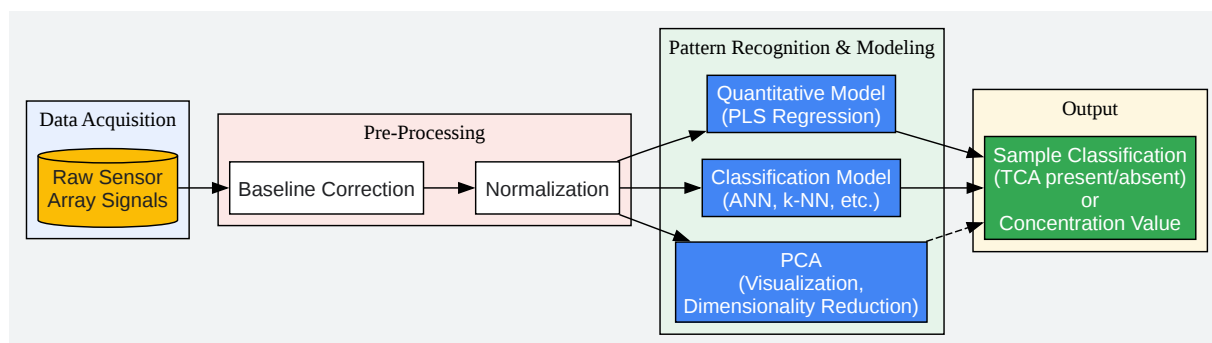 Data Acquisition
Raw Sensor
Array Signals
Pre-Processing
Baseline Correction
Normalization
Pattern Recognition & Modeling
Quantitative Model
(PLS Regression)
Classification Model
(ANN, k-NN, etc.)
PCA
(Visualization,
Dimensionality Reduction)
Output
Sample Classification
(TCA present/absent)
or
Concentration Value